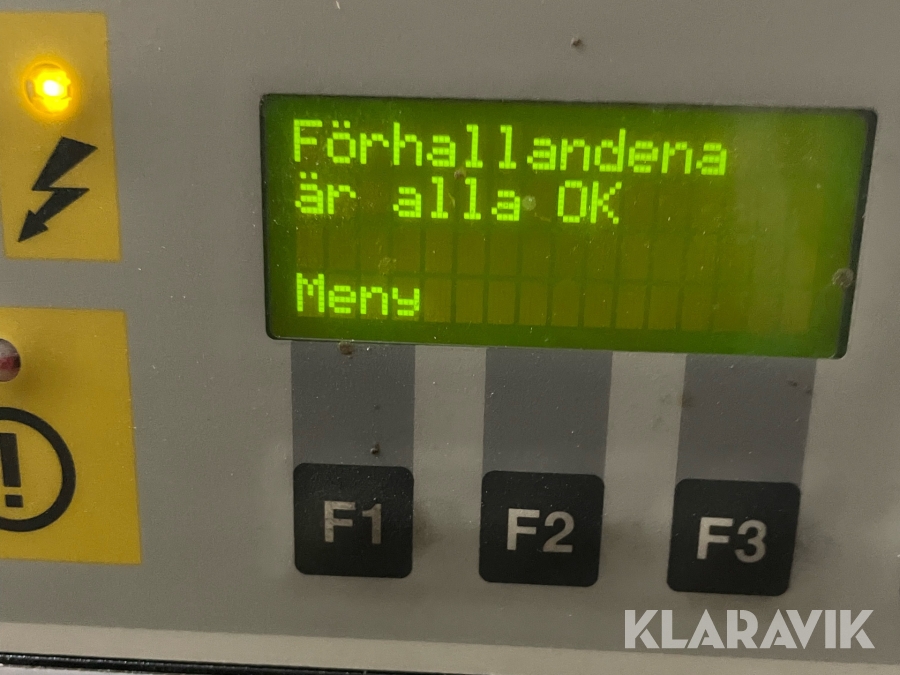 Förhallandena
är alla OK
Meny
F1 F2 F3
KLARAVIK